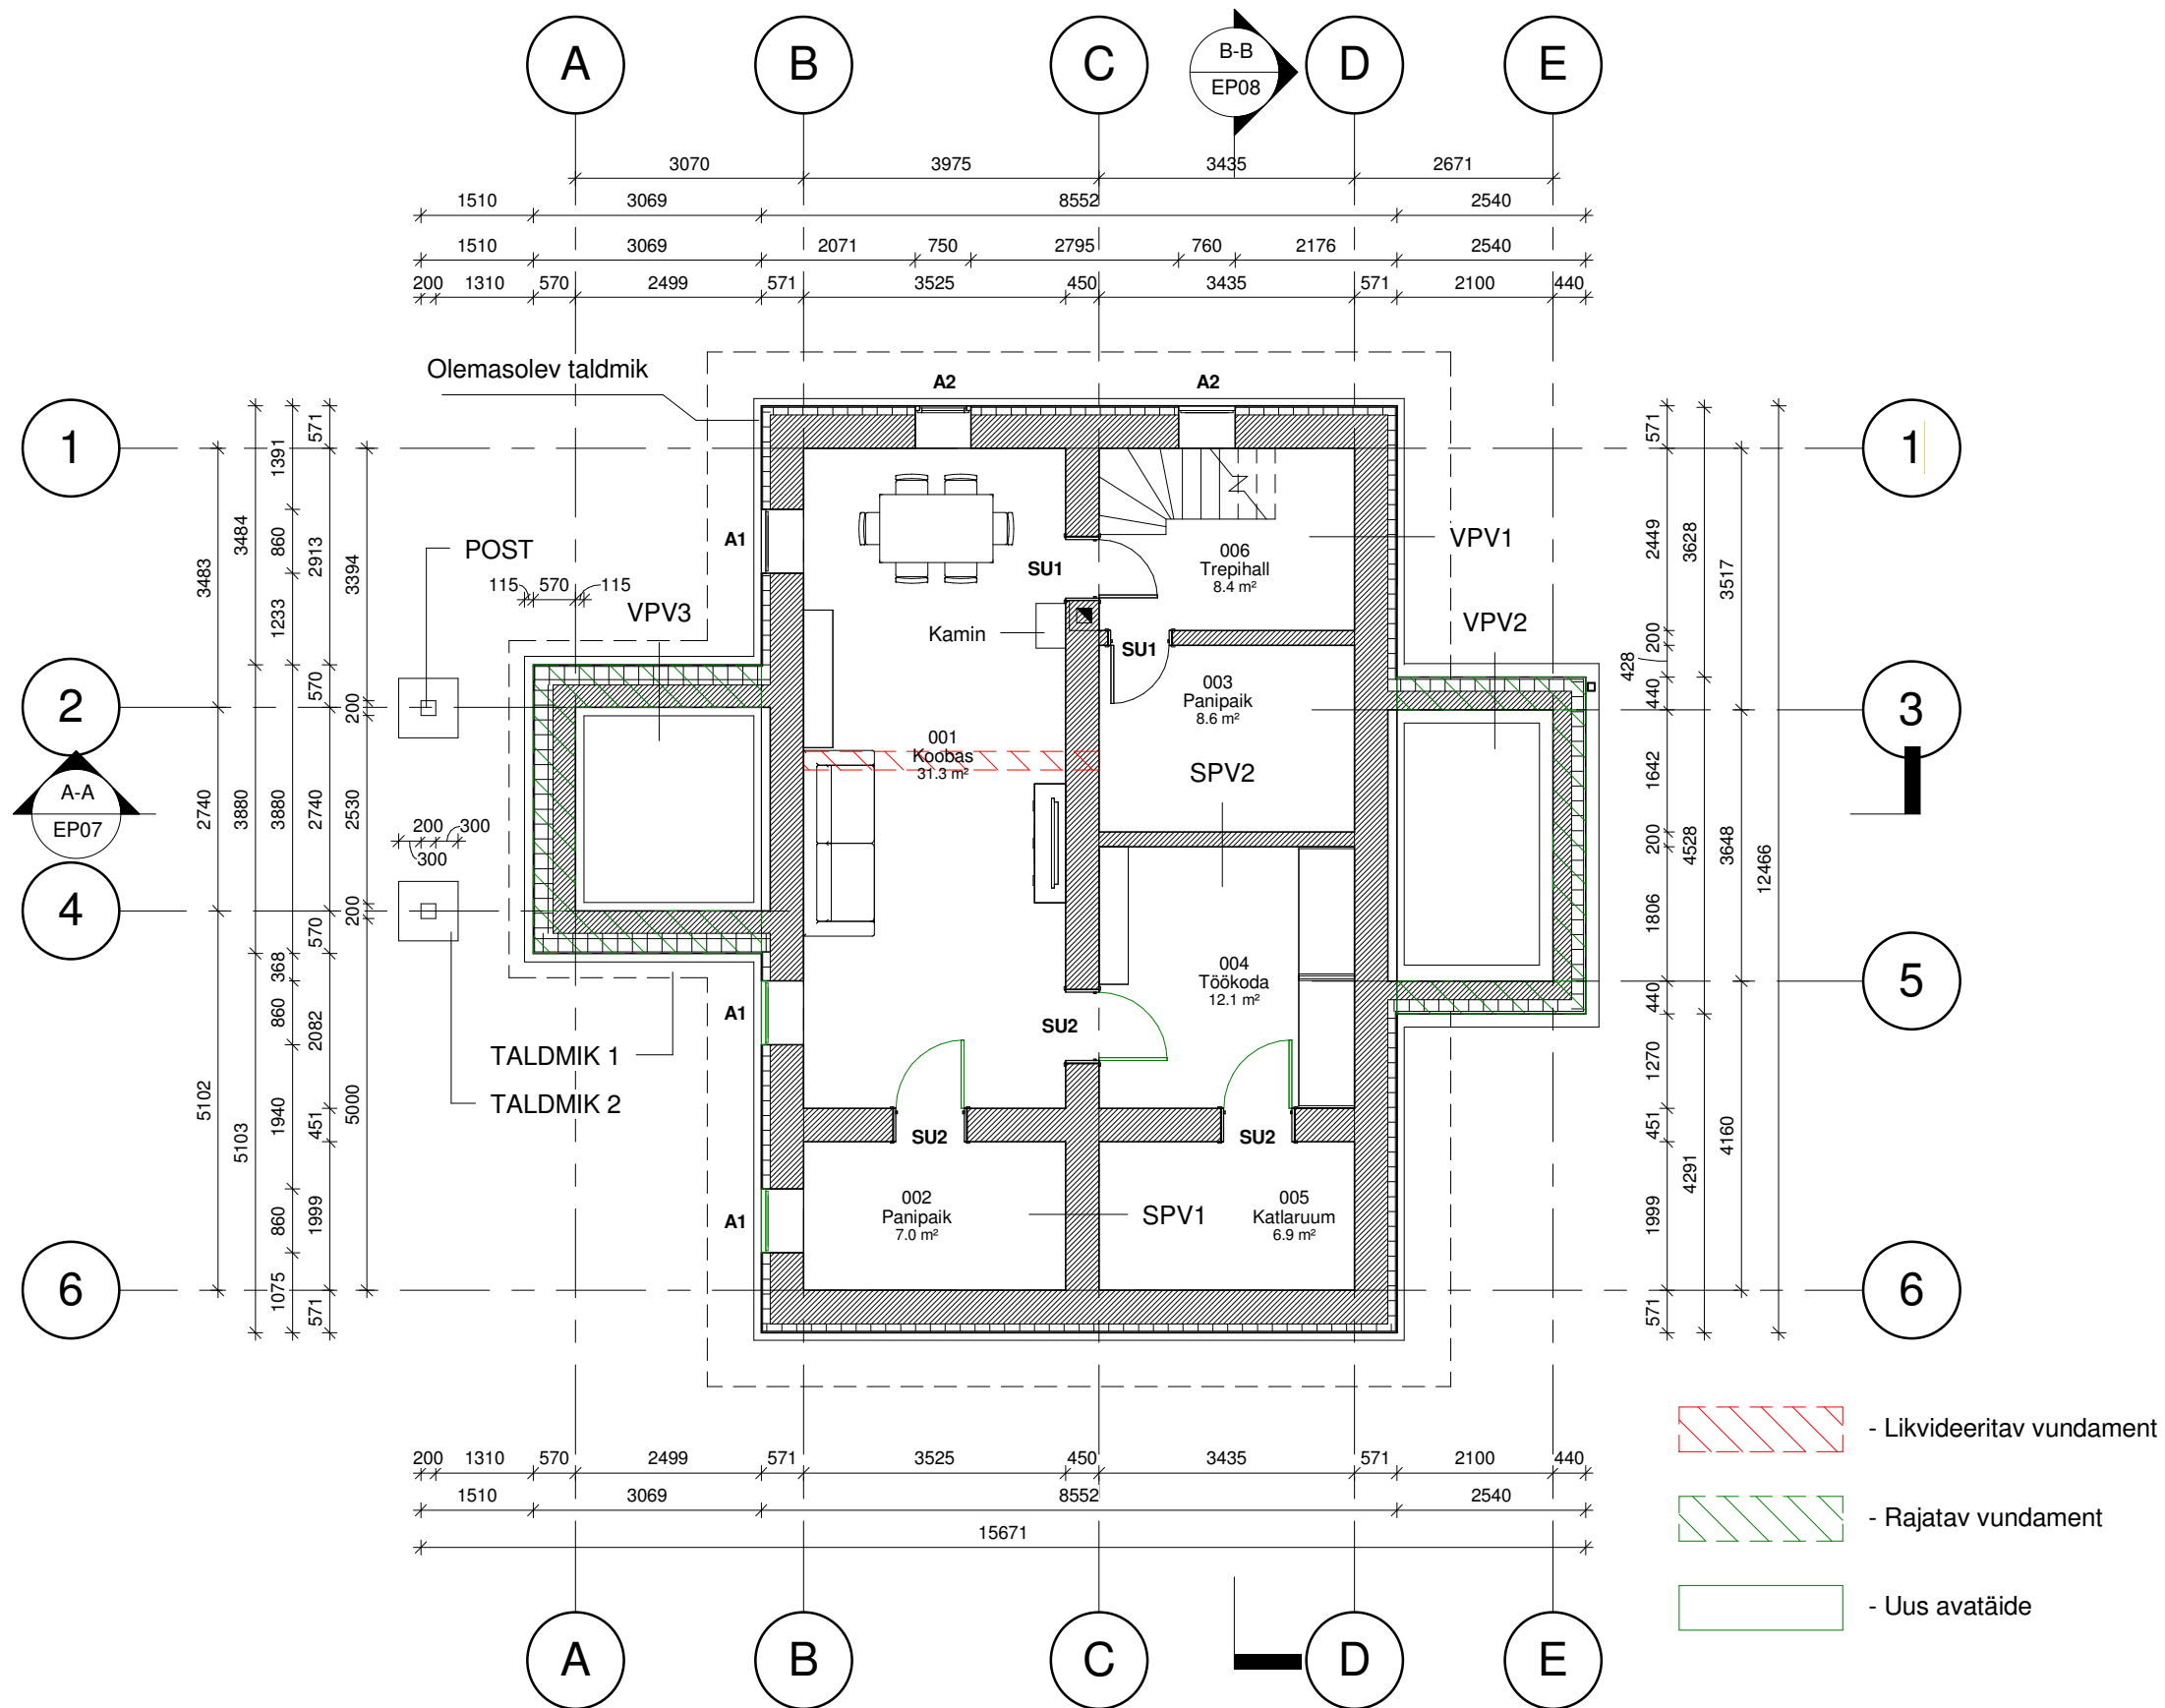 A B C D E
B-B
EP08
3070 3975 3435 2671
1510 3069 8552 2540
1510 3069 2071 750 2795 760 2176 2540
200 1310 570 2499 571 3525 450 3435 571 2100 440
Olemasolev taldmik
A2 A2
1 1
POST
115 570 115
VPV3
A1
SU1
006
Trepihall
8.4 m²
VPV1
Kamin
SU1
VPV2
003
Panipaik
8.6 m²
2 3
001
Koobas
31.3 m²
SPV2
A-A
EP07
200 300
300
4 5
004
Töökoda
12.1 m²
A1
SU2
TALDMIK 1
TALDMIK 2
SU2 SU2
002
Panipaik
7.0 m²
SPV1
005
Katlaruum
6.9 m²
A1
6 6
3483 2740 5102
3484 3880 5103
1391 860 1233 3880 368 860 1940 860 1075
571 2913 570 2740 570 2082 451 1999 571
3394 200 2530 200 5000
571 2449 200 428 440 1642 200 1806 440 1270 451 1999 571
3628 4528 4291
3517 3648 4160
12466
- Likvideeritav vundament
- Rajatav vundament
- Uus avatäide
200 1310 570 2499 571 3525 450 3435 571 2100 440
1510 3069 8552 2540
15671
A B C D E